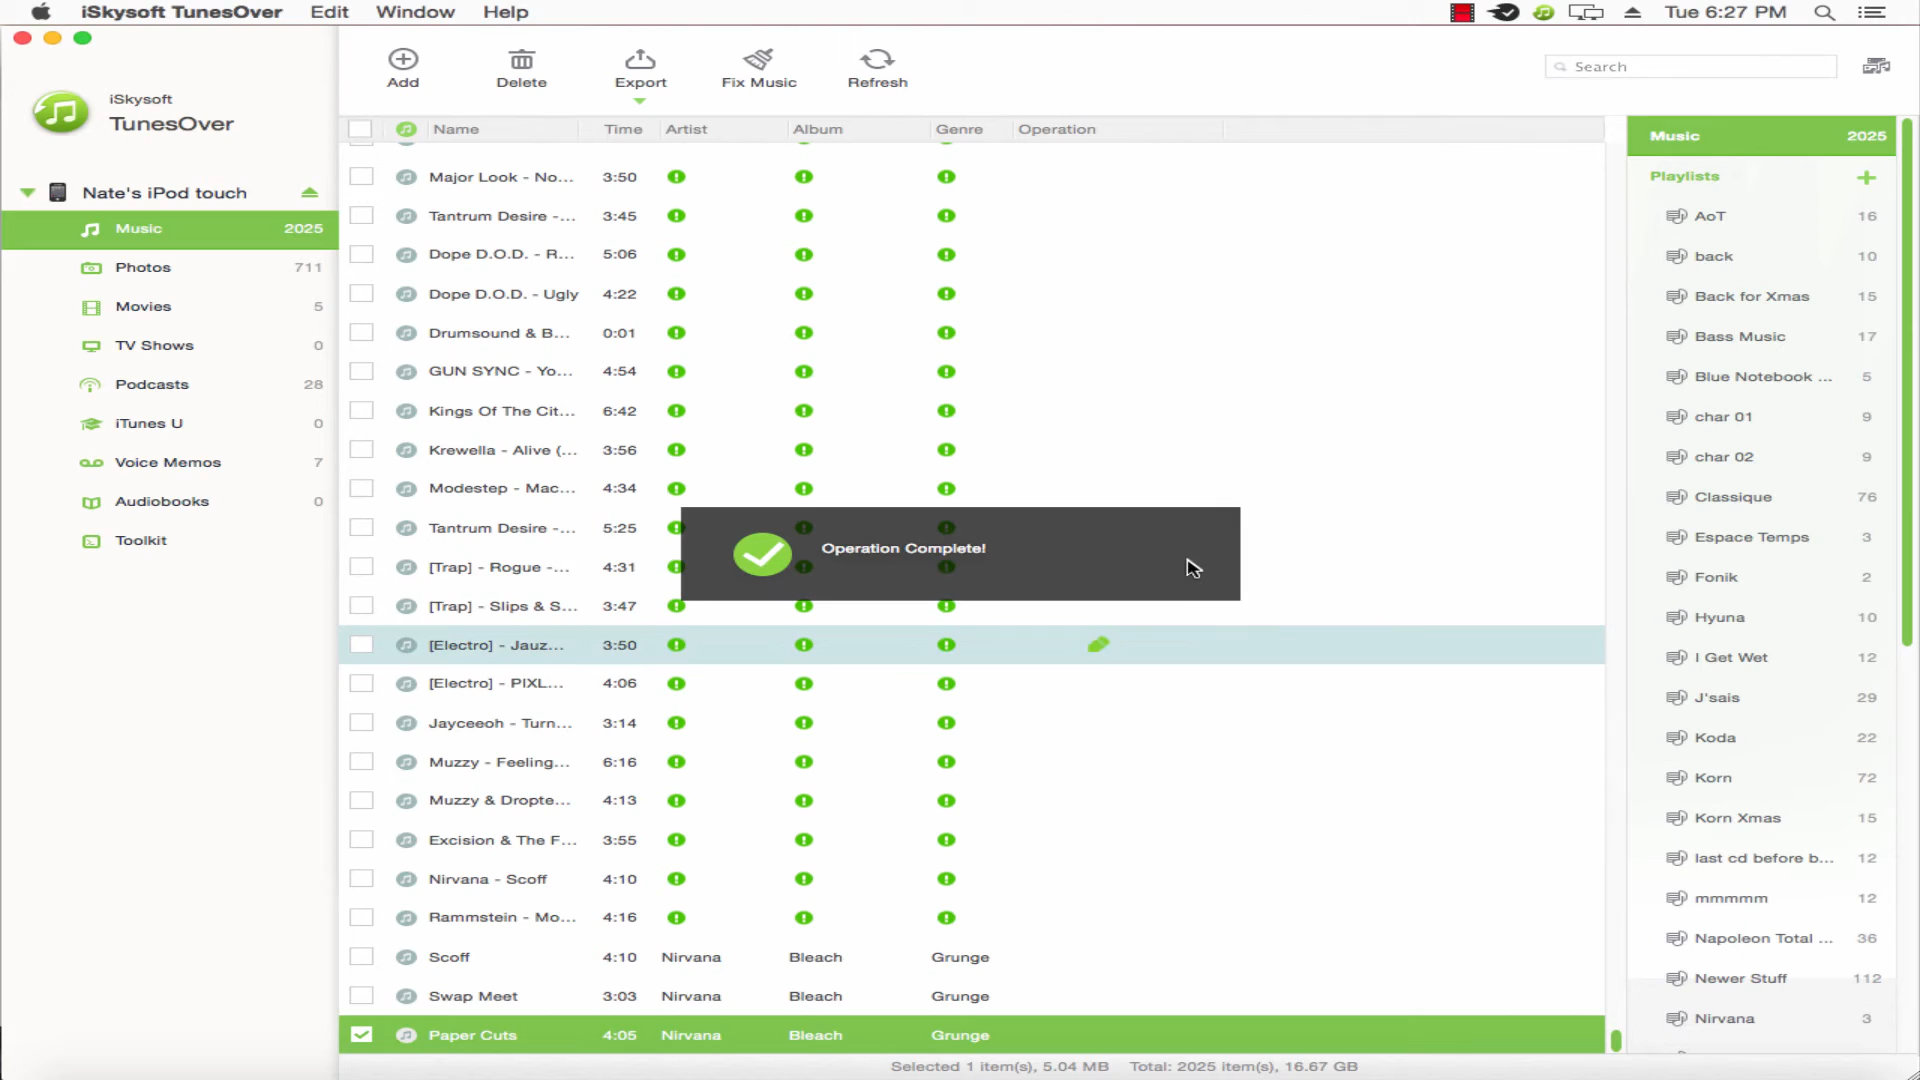 iSkysoft TunesOver Edit Window Help Tue 6:27 PM
Add Delete Export Fix Music Refresh Search
iSkysoft
TunesOver
Nate's iPod touch
Music 2025
Photos 711
Movies 5
TV Shows 0
Podcasts 28
iTunes U 0
Voice Memos 7
Audiobooks 0
Toolkit
Name Time Artist Album Genre Operation
Major Look - No... 3:50
Tantrum Desire -... 3:45
Dope D.O.D. - R... 5:06
Dope D.O.D. - Ugly 4:22
Drumsound & B... 0:01
GUN SYNC - Yo... 4:54
Kings Of The Cit... 6:42
Krewella - Alive (... 3:56
Modestep - Mac... 4:34
Tantrum Desire -... 5:25
[Trap] - Rogue -... 4:31
[Trap] - Slips & S... 3:47
[Electro] - Jauz... 3:50
[Electro] - PIXL... 4:06
Jayceeoh - Turn... 3:14
Muzzy - Feeling... 6:16
Muzzy & Dropte... 4:13
Excision & The F... 3:55
Nirvana - Scoff 4:10
Rammstein - Mo... 4:16
Scoff 4:10 Nirvana Bleach Grunge
Swap Meet 3:03 Nirvana Bleach Grunge
Paper Cuts 4:05 Nirvana Bleach Grunge
Operation Complete!
Selected 1 item(s), 5.04 MB Total: 2025 item(s), 16.67 GB
Music 2025
Playlists
AoT 16
back 10
Back for Xmas 15
Bass Music 17
Blue Notebook ... 5
char 01 9
char 02 9
Classique 76
Espace Temps 3
Fonik 2
Hyuna 10
I Get Wet 12
J'sais 29
Koda 22
Korn 72
Korn Xmas 15
last cd before b... 12
mmmmm 12
Napoleon Total ... 36
Newer Stuff 112
Nirvana 3